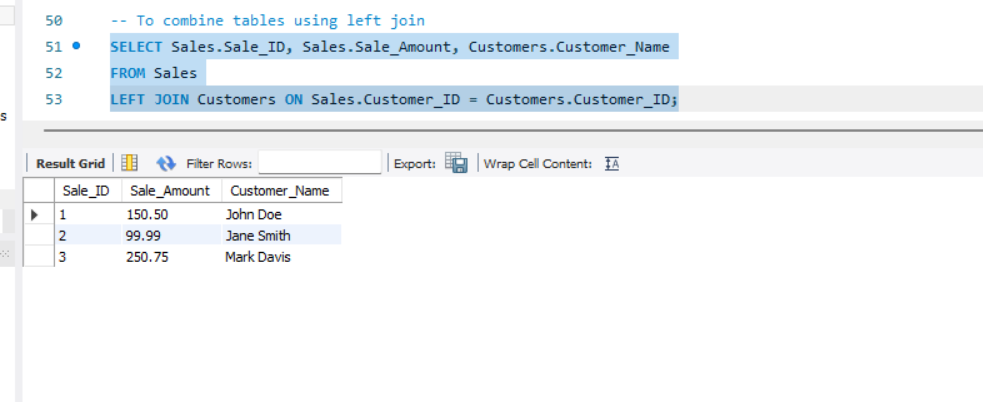 50 -- To combine tables using left join
51 SELECT Sales.Sale_ID, Sales.Sale_Amount, Customers.Customer_Name
52 FROM Sales
53 LEFT JOIN Customers ON Sales.Customer_ID = Customers.Customer_ID;
s
Result Grid Filter Rows: Export: Wrap Cell Content: IA
Sale_ID Sale_Amount Customer_Name
1 150.50 John Doe
2 99.99 Jane Smith
3 250.75 Mark Davis